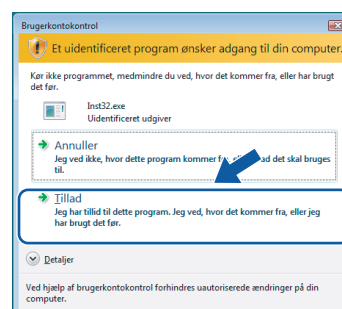 Brugerkontokontrol
Et uidentificeret program ønsker adgang til din computer.
Kør ikke programmet, medmindre du ved, hvor det kommer fra, eller har brugt
det før.
Inst32.exe
Uidentificeret udgiver
Annuller
Jeg ved ikke, hvor dette program kommer ad det skal bruges
til.
Tillad
Jeg har tillid til dette program. Jeg ved, hvor det kommer fra, eller jeg
har brugt det før.
Detaljer
Ved hjælp af brugerkontokontrol forhindres uautoriserede ændringer på din
computer.